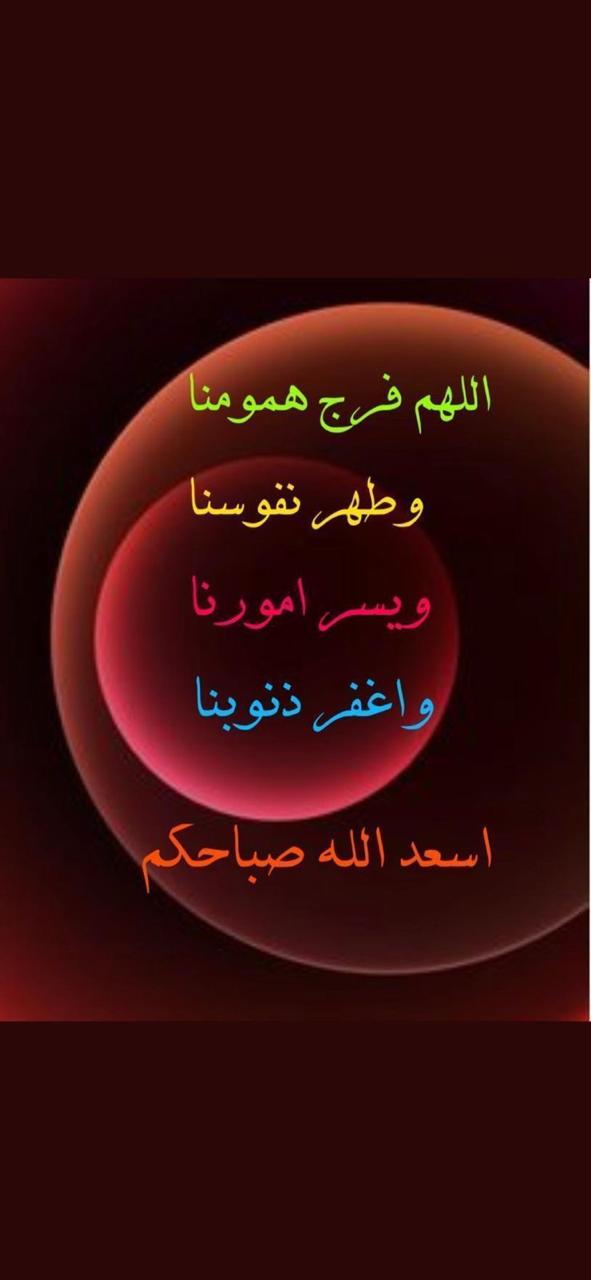 اللهم فرج همومنا
وطهر نفوسنا
ويسر امورنا
واغفر ذنوبنا
اسعد الله صباحكم